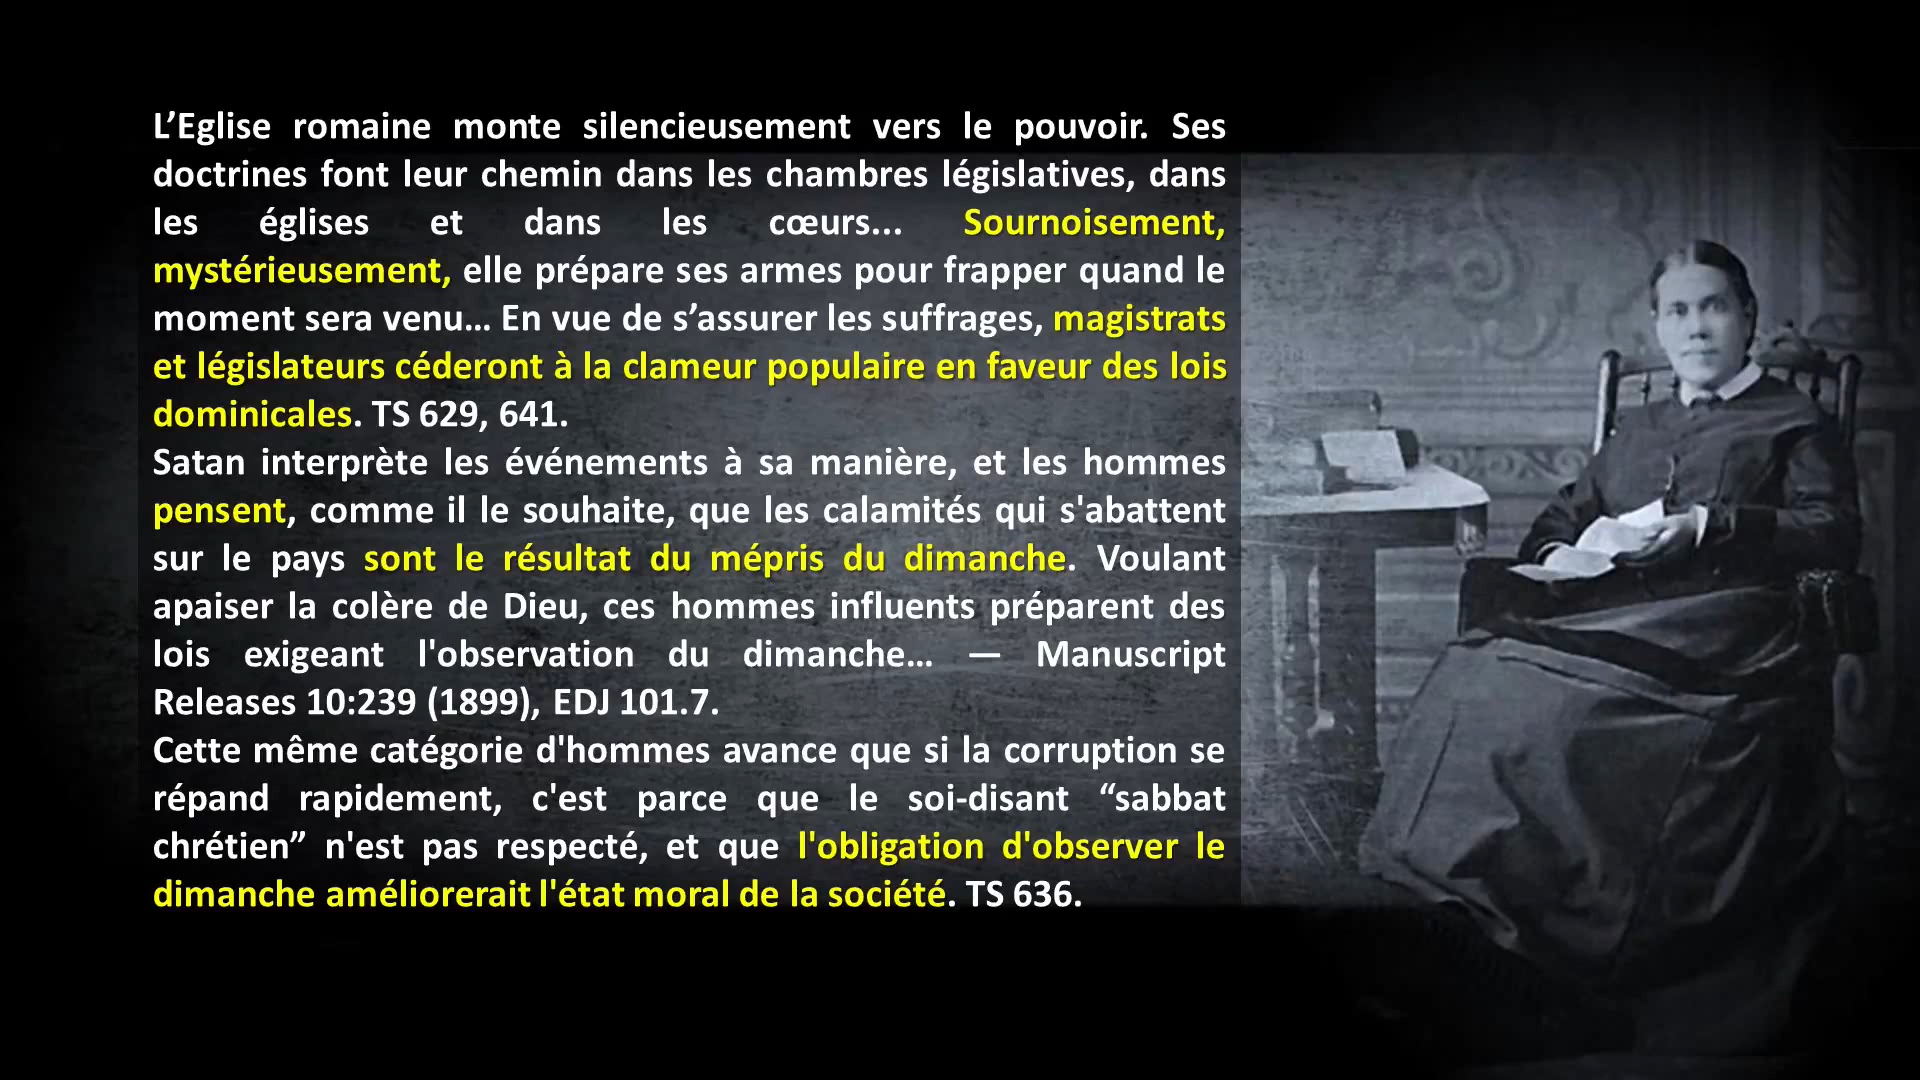 L’Eglise romaine monte silencieusement vers le pouvoir. Ses
doctrines font leur chemin dans les chambres législatives, dans
les églises et dans les cœurs... Sournoisement,
mystérieusement, elle prépare ses armes pour frapper quand le
moment sera venu… En vue de s’assurer les suffrages, magistrats
et législateurs céderont à la clameur populaire en faveur des lois
dominicales. TS 629, 641.
Satan interprète les événements à sa manière, et les hommes
pensent, comme il le souhaite, que les calamités qui s'abattent
sur le pays sont le résultat du mépris du dimanche. Voulant
apaiser la colère de Dieu, ces hommes influents préparent des
lois exigeant l'observation du dimanche… — Manuscript
Releases 10:239 (1899), EDJ 101.7.
Cette même catégorie d'hommes avance que si la corruption se
répand rapidement, c'est parce que le soi-disant “sabbat
chrétien” n'est pas respecté, et que l'obligation d'observer le
dimanche améliorerait l'état moral de la société. TS 636.